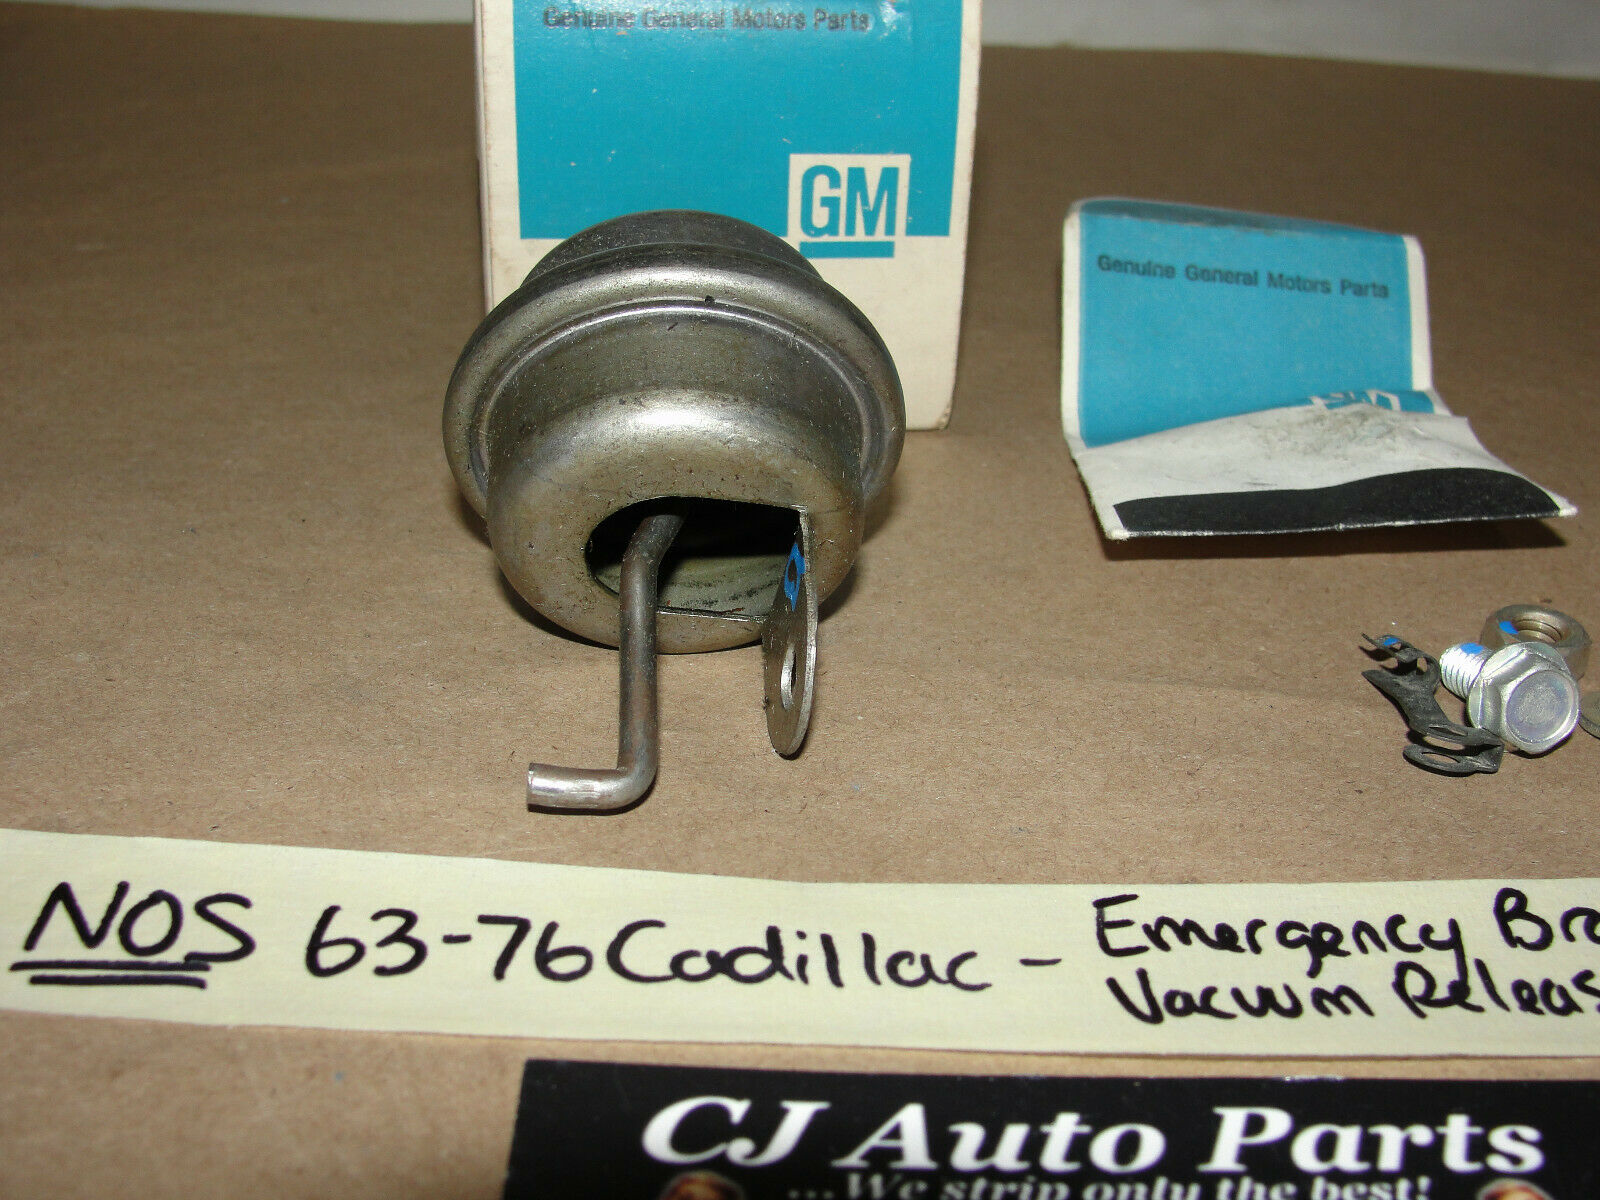 Genuine General Motors Parts
GM
Genuine General Motors Parts
NOS 63-76 Cadillac - Emergency Bra
Vacuum Releas
CJ Auto Parts
...We strip only the best!